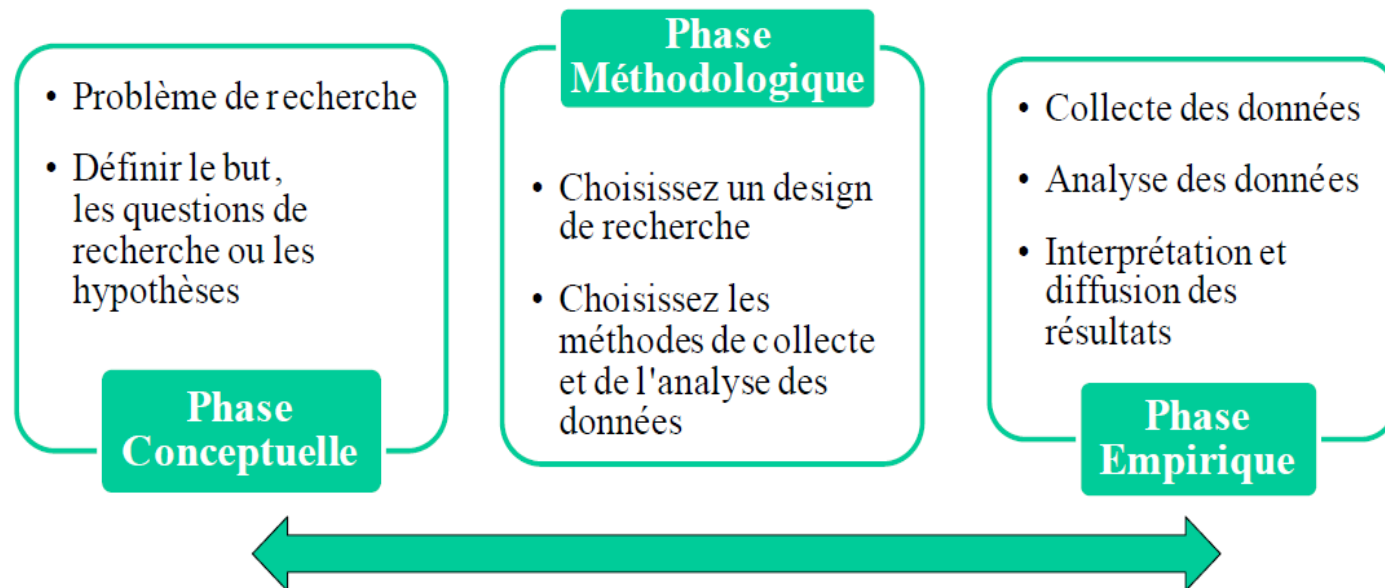 • Problème de recherche
• Définir le but,
les questions de
recherche ou les
hypothèses
Phase
Conceptuelle
Phase
Méthodologique
• Choisissez un design
de recherche
• Choisissez les
méthodes de collecte
et de l'analyse des
données
• Collecte des données
• Analyse des données
• Interprétation et
diffusion des
résultats
Phase
Empirique